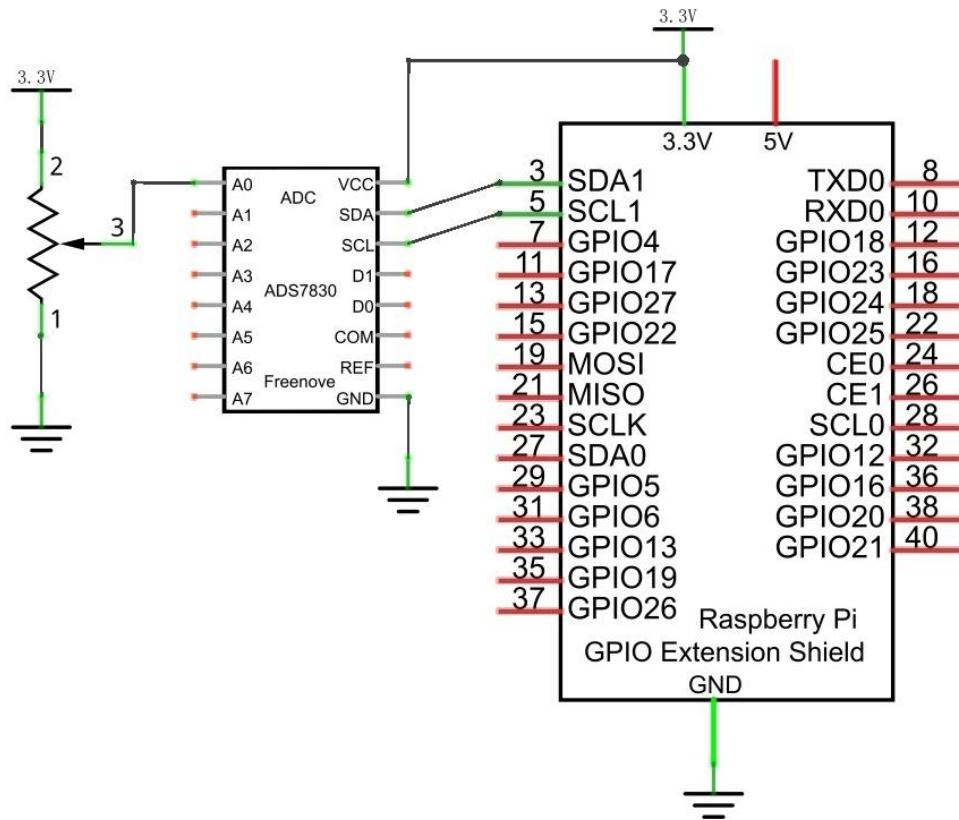 3.3V
3.3V
2
3
1
A0
A1
A2
A3
A4
A5
A6
A7
ADC
ADS7830
Freenove
VCC
SDA
SCL
D1
D0
COM
REF
GND
3.3V
5V
3 SDA1
5 SCL1
7 GPIO4
11 GPIO17
13 GPIO27
15 GPIO22
19 MOSI
21 MISO
23 SCLK
27 SDA0
29 GPIO5
31 GPIO6
33 GPIO13
35 GPIO19
37 GPIO26
TXD0 8
RXD0 10
GPIO18 12
GPIO23 16
GPIO24 18
GPIO25 22
CE0 24
CE1 26
SCL0 28
GPIO12 32
GPIO16 36
GPIO20 38
GPIO21 40
Raspberry Pi
GPIO Extension Shield
GND